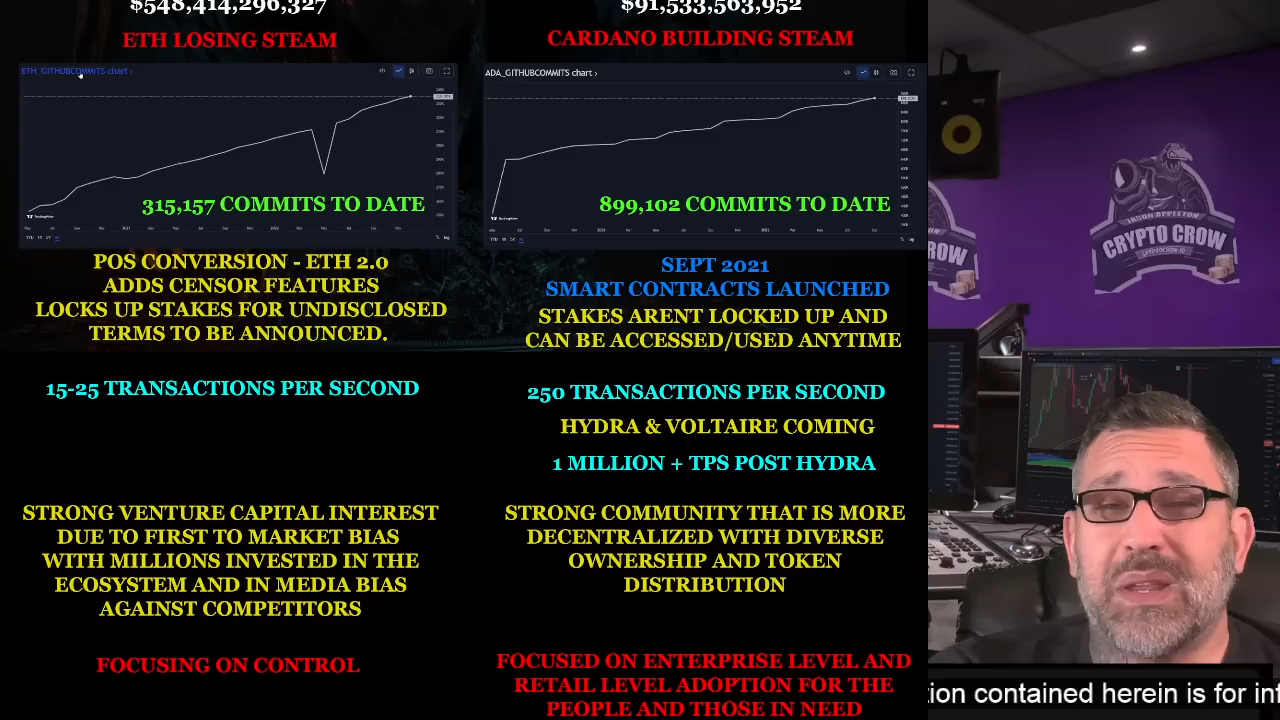 $548,414,296,327
ETH LOSING STEAM
ETH_GITHUBCOMMITS chart ›
315,157 COMMITS TO DATE
TradingView
POS CONVERSION - ETH 2.0
ADDS CENSOR FEATURES
LOCKS UP STAKES FOR UNDISCLOSED
TERMS TO BE ANNOUNCED.
15-25 TRANSACTIONS PER SECOND
STRONG VENTURE CAPITAL INTEREST
DUE TO FIRST TO MARKET BIAS
WITH MILLIONS INVESTED IN THE
ECOSYSTEM AND IN MEDIA BIAS
AGAINST COMPETITORS
FOCUSING ON CONTROL
$91,533,563,952
CARDANO BUILDING STEAM
ADA_GITHUBCOMMITS chart ›
899,102 COMMITS TO DATE
TradingView
SEPT 2021
SMART CONTRACTS LAUNCHED
STAKES ARENT LOCKED UP AND
CAN BE ACCESSED/USED ANYTIME
250 TRANSACTIONS PER SECOND
HYDRA & VOLTAIRE COMING
1 MILLION + TPS POST HYDRA
STRONG COMMUNITY THAT IS MORE
DECENTRALIZED WITH DIVERSE
OWNERSHIP AND TOKEN
DISTRIBUTION
FOCUSED ON ENTERPRISE LEVEL AND
RETAIL LEVEL ADOPTION FOR THE
PEOPLE AND THOSE IN NEED
JASON APPLETON
CRYPTO CROW
CRYPTOCROW.IO
tion contained herein is for inf